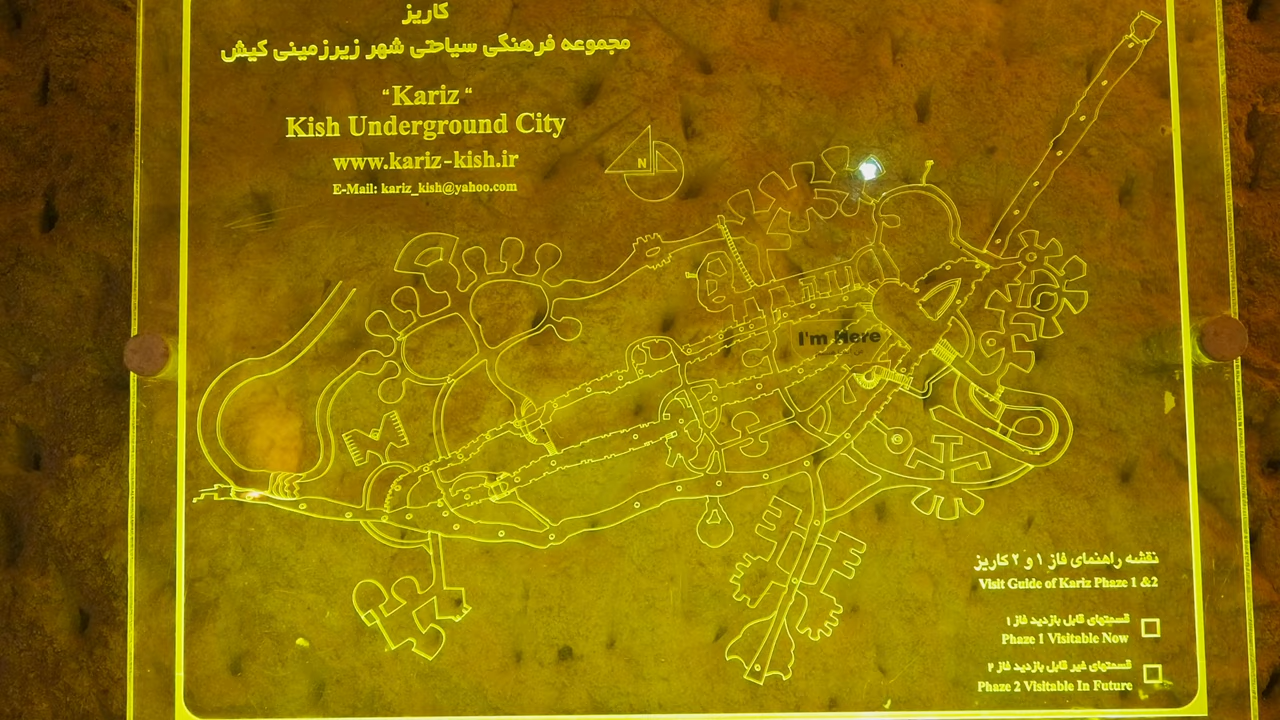 کاریز
مجموعه فرهنگی سیاحتی شهر زیرزمینی کیش
"Kariz"
Kish Underground City
www.kariz-kish.ir
E-Mail: kariz_kish@yahoo.com
N
I'm Here
نقشه راهنمای فاز ۱ و ۲ کاریز
Visit Guide of Kariz Phaze 1 &2
قسمتهای قابل بازدید فاز ۱
Phaze 1 Visitable Now
قسمتهای غیر قابل بازدید فاز ۲
Phaze 2 Visitable In Future